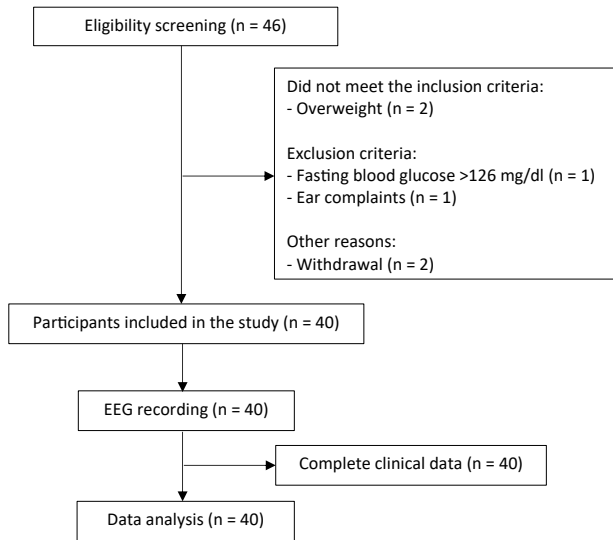 Eligibility screening (n = 46)
Did not meet the inclusion criteria:
- Overweight (n = 2)
Exclusion criteria:
- Fasting blood glucose >126 mg/dl (n = 1)
- Ear complaints (n = 1)
Other reasons:
- Withdrawal (n = 2)
Participants included in the study (n = 40)
EEG recording (n = 40)
Complete clinical data (n = 40)
Data analysis (n = 40)